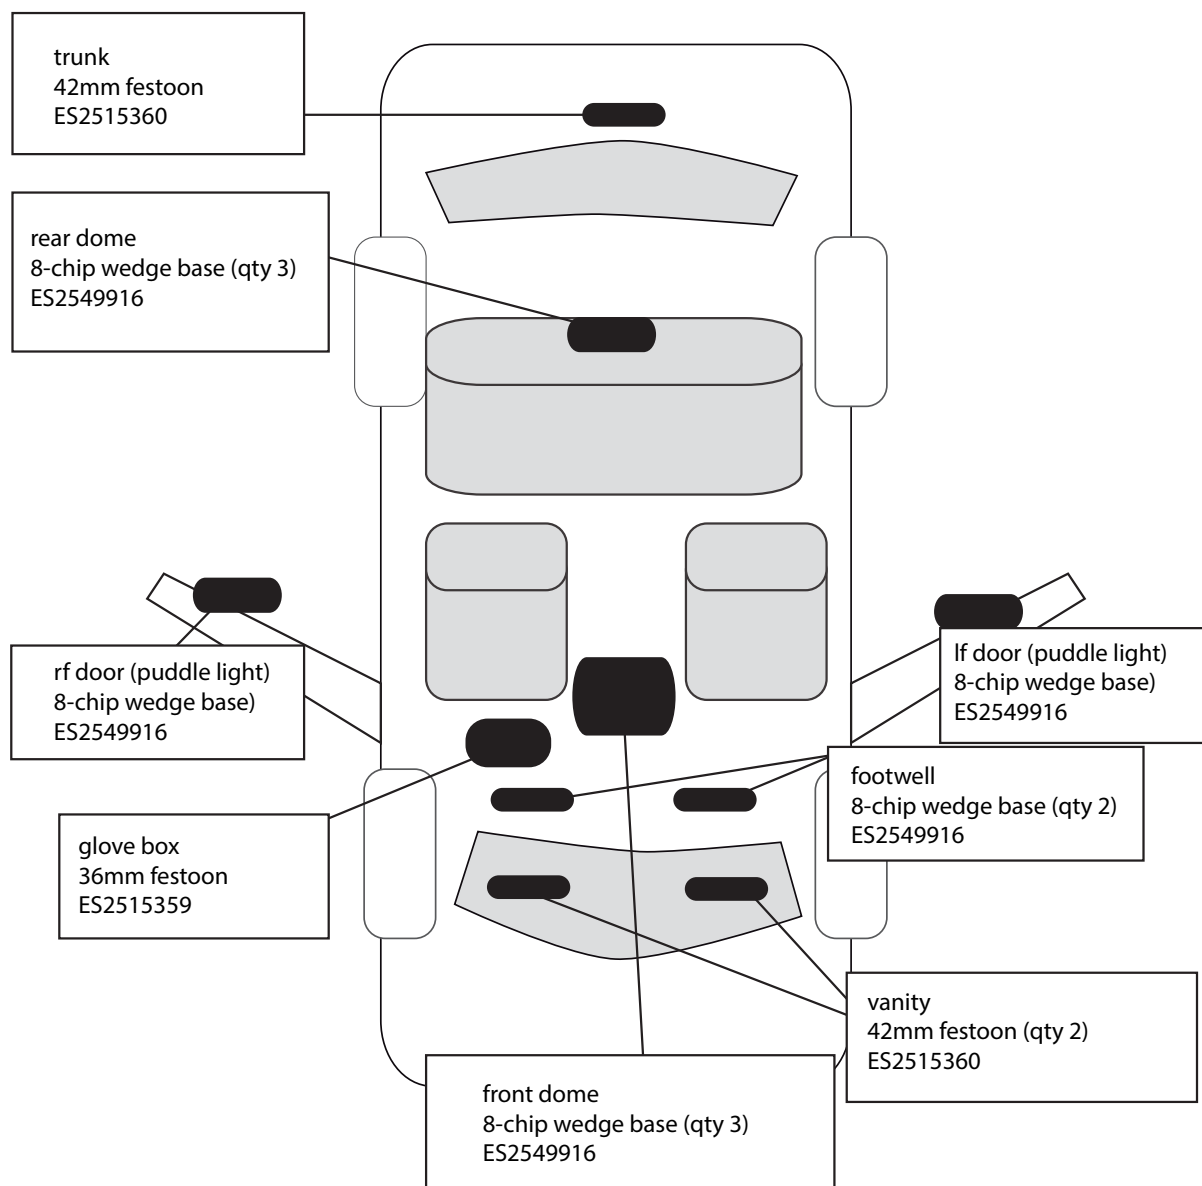 trunk
42mm festoon
ES2515360
rear dome
8-chip wedge base (qty 3)
ES2549916
rf door (puddle light)
8-chip wedge base)
ES2549916
lf door (puddle light)
8-chip wedge base)
ES2549916
footwell
8-chip wedge base (qty 2)
ES2549916
glove box
36mm festoon
ES2515359
vanity
42mm festoon (qty 2)
ES2515360
front dome
8-chip wedge base (qty 3)
ES2549916